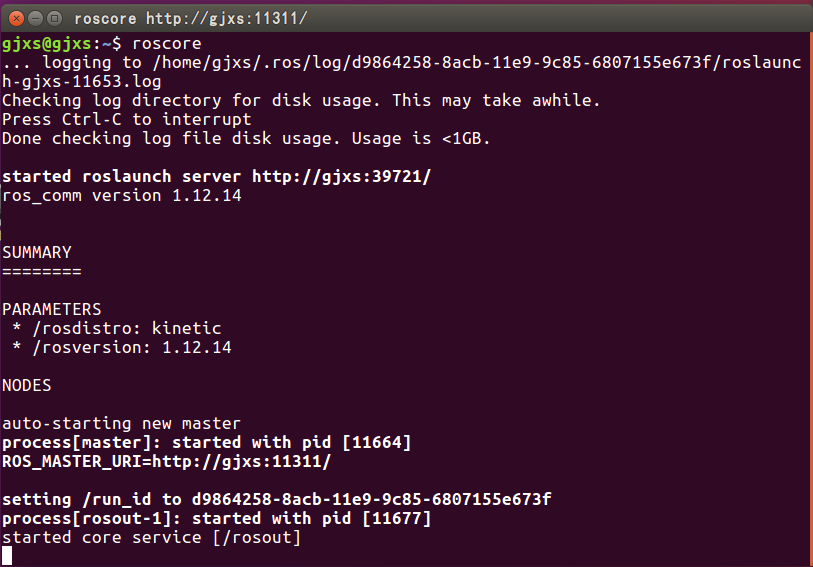 roscore http://gjxs:11311/
gjxs@gjxs:~$ roscore
... logging to /home/gjxs/.ros/log/d9864258-8acb-11e9-9c85-6807155e673f/roslaunc
h-gjxs-11653.log
Checking log directory for disk usage. This may take awhile.
Press Ctrl-C to interrupt
Done checking log file disk usage. Usage is <1GB.

started roslaunch server http://gjxs:39721/
ros_comm version 1.12.14

SUMMARY
========

PARAMETERS
 * /rosdistro: kinetic
 * /rosversion: 1.12.14

NODES

auto-starting new master
process[master]: started with pid [11664]
ROS_MASTER_URI=http://gjxs:11311/

setting /run_id to d9864258-8acb-11e9-9c85-6807155e673f
process[rosout-1]: started with pid [11677]
started core service [/rosout]